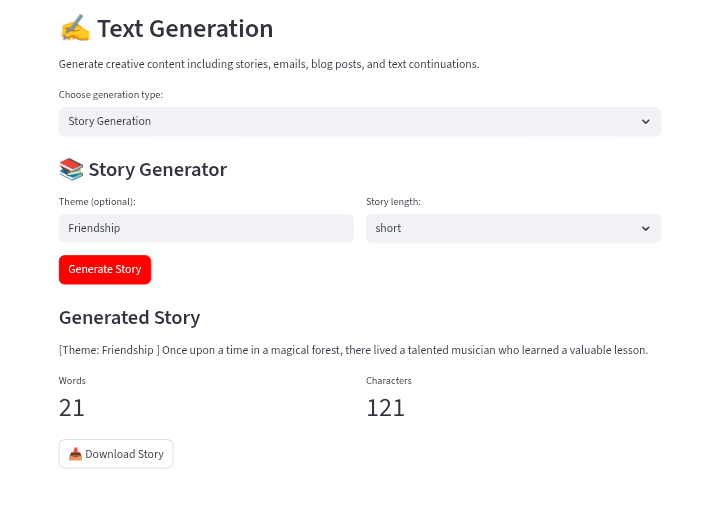 ✍️ Text Generation
Generate creative content including stories, emails, blog posts, and text continuations.
Choose generation type:
Story Generation
📚 Story Generator
Theme (optional):
Story length:
Friendship
short
Generate Story
Generated Story
[Theme: Friendship ] Once upon a time in a magical forest, there lived a talented musician who learned a valuable lesson.
Words
Characters
21
121
📥 Download Story